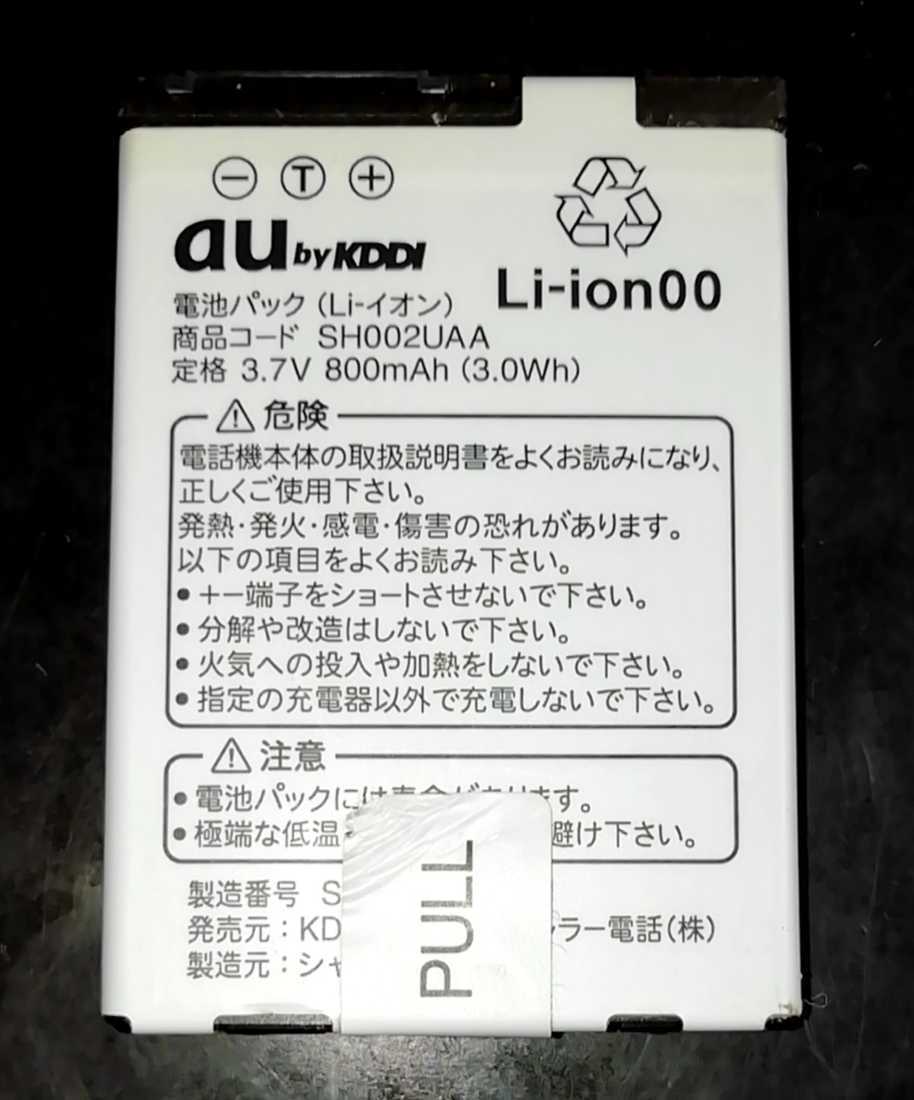 ⊖ Ⓣ ⊕
au by KDDI
Li-ion00
電池パック(Li-イオン)
商品コード SH002UAA
定格 3.7V 800mAh (3.0Wh)
⚠危険
電話機本体の取扱説明書をよくお読みになり、
正しくご使用下さい。
発熱・発火・感電・傷害の恐れがあります。
以下の項目をよくお読み下さい。
●+−端子をショートさせないで下さい。
●分解や改造はしないで下さい。
●火気への投入や加熱をしないで下さい。
●指定の充電器以外で充電しないで下さい。
⚠注意
●電池パックには寿命があります。
●極端な低温 避け下さい。
製造番号 S
発売元:KD ラー電話(株)
製造元:シャ
PULL